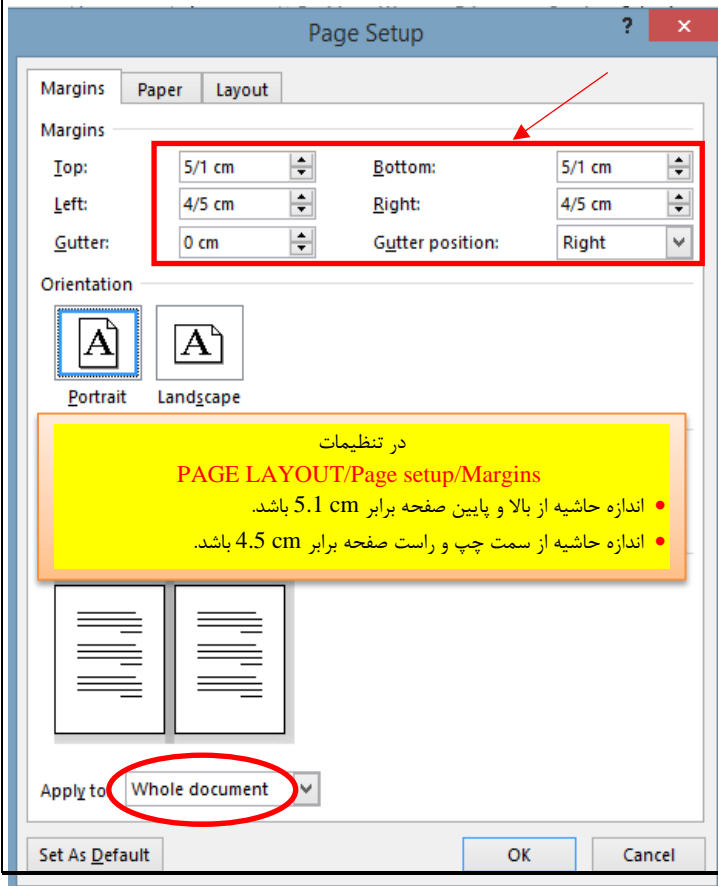 Page Setup
?
×
Margins Paper Layout
Margins
Top: 5/1 cm Bottom: 5/1 cm
Left: 4/5 cm Right: 4/5 cm
Gutter: 0 cm Gutter position: Right
Orientation
A A
Portrait Landscape
در تنظیمات
PAGE LAYOUT/Page setup/Margins
• اندازه حاشیه از بالا و پایین صفحه برابر 5.1 cm باشد.
• اندازه حاشیه از سمت چپ و راست صفحه برابر 4.5 cm باشد.
Apply to Whole document
Set As Default OK Cancel